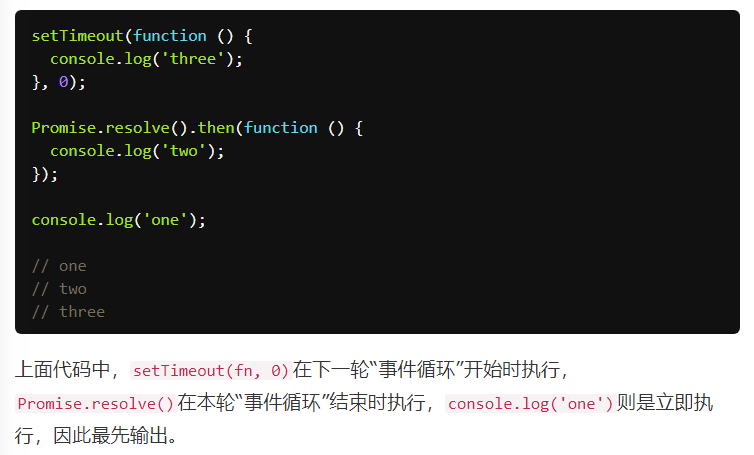 setTimeout(function () {
  console.log('three');
}, 0);

Promise.resolve().then(function () {
  console.log('two');
});

console.log('one');

// one
// two
// three
上面代码中，setTimeout(fn, 0)在下一轮“事件循环”开始时执行，
Promise.resolve()在本轮“事件循环”结束时执行，console.log('one')则是立即执
行，因此最先输出。